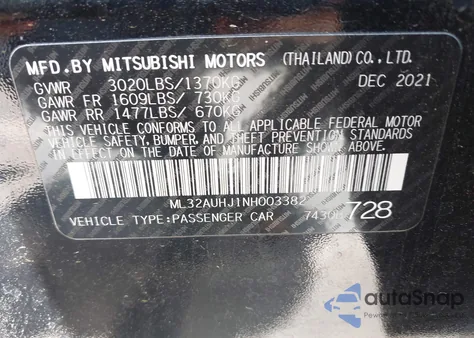 MFD.BY MITSUBISHI MOTORS (THAILAND)CO.,LTD.
GVWR 3020LBS/1370KG DEC 2021
GAWR FR 1609LBS/ 730KG
GAWR RR 1477LBS/ 670KG
THIS VEHICLE CONFORMS TO ALL APPLICABLE FEDERAL MOTOR
VEHICLE SAFETY, BUMPER, AND THEFT PREVENTION STANDARDS
IN EFFECT ON THE DATE OF MANUFACTURE SHOWN ABOVE.
ML32AUHJ1NH003382
VEHICLE TYPE:PASSENGER CAR 728
autoSnap